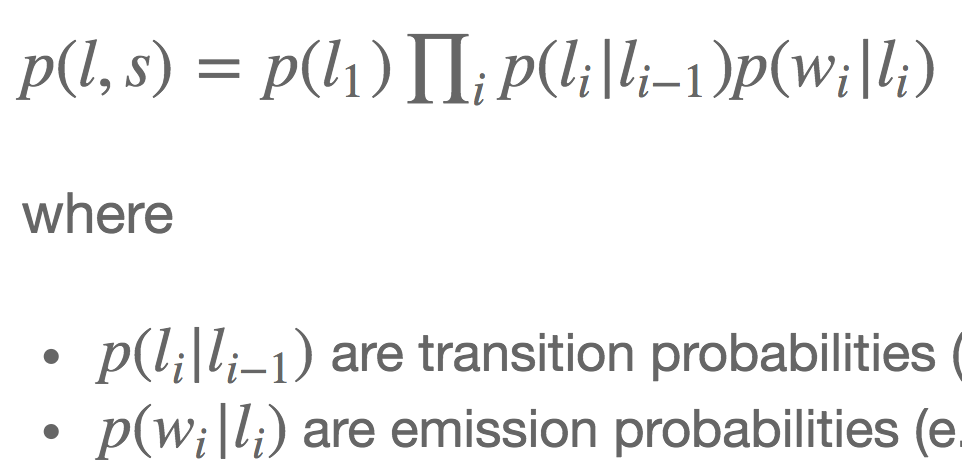 p(l, s) = p(l₁) ∏ᵢ p(lᵢ|lᵢ₋₁)p(wᵢ|lᵢ)
where
• p(lᵢ|lᵢ₋₁) are transition probabilities (
• p(wᵢ|lᵢ) are emission probabilities (e.